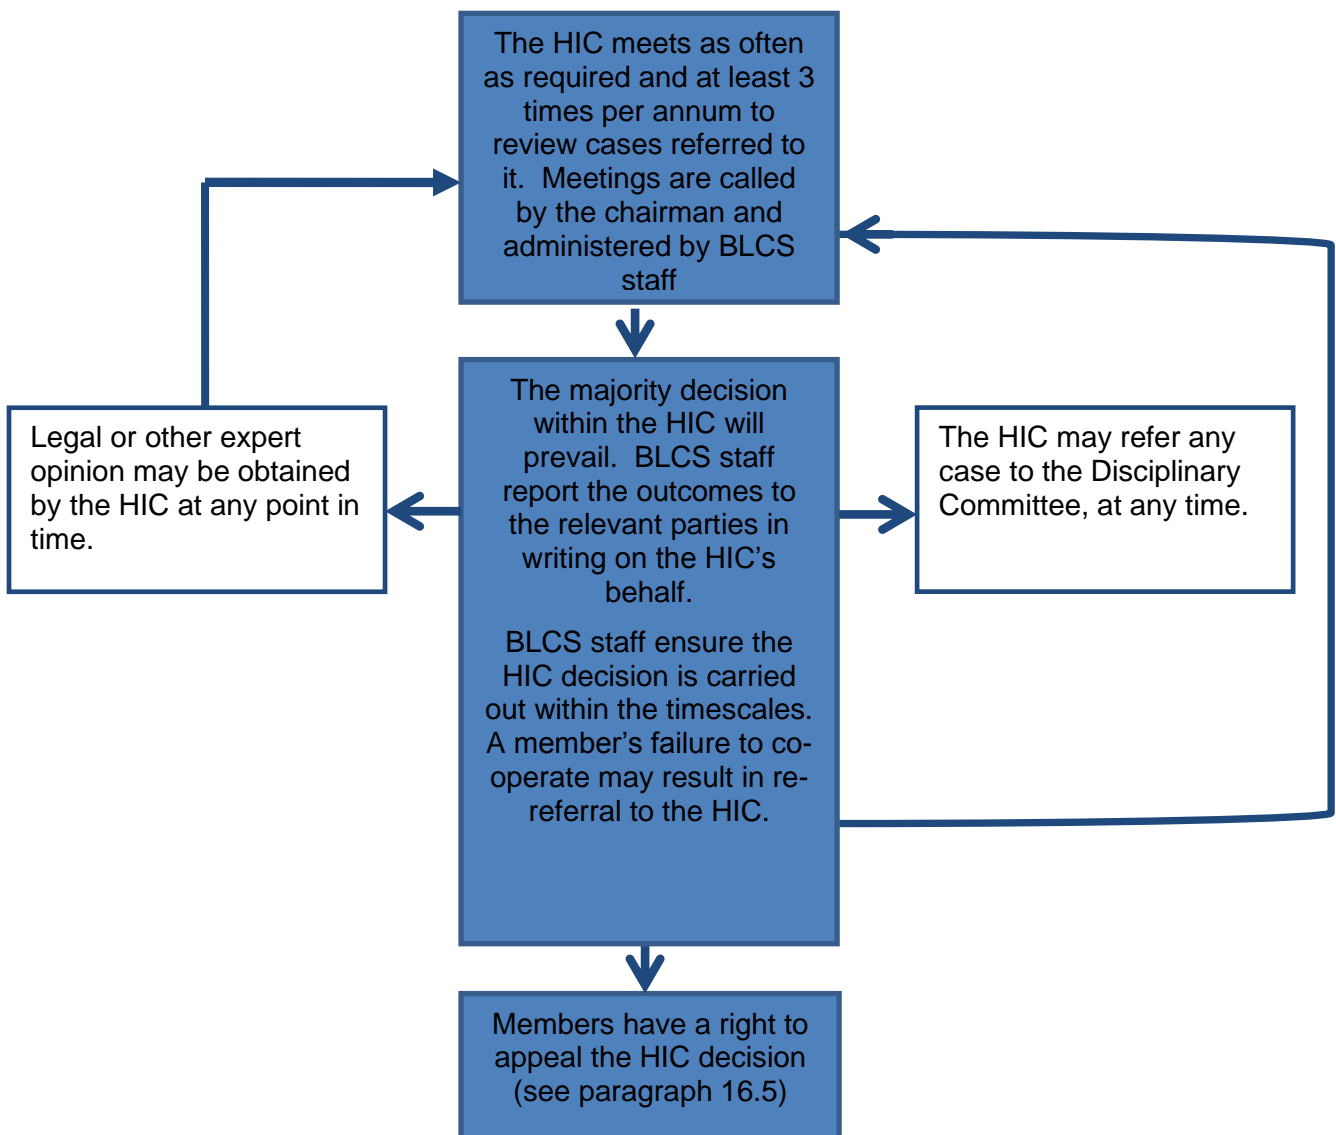 The HIC meets as often
as required and at least 3
times per annum to
review cases referred to
it.  Meetings are called
by the chairman and
administered by BLCS
staff
Legal or other expert
opinion may be obtained
by the HIC at any point in
time.
The majority decision
within the HIC will
prevail.  BLCS staff
report the outcomes to
the relevant parties in
writing on the HIC’s
behalf.
BLCS staff ensure the
HIC decision is carried
out within the timescales.
A member’s failure to co-
operate may result in re-
referral to the HIC.
The HIC may refer any
case to the Disciplinary
Committee, at any time.
Members have a right to
appeal the HIC decision
(see paragraph 16.5)